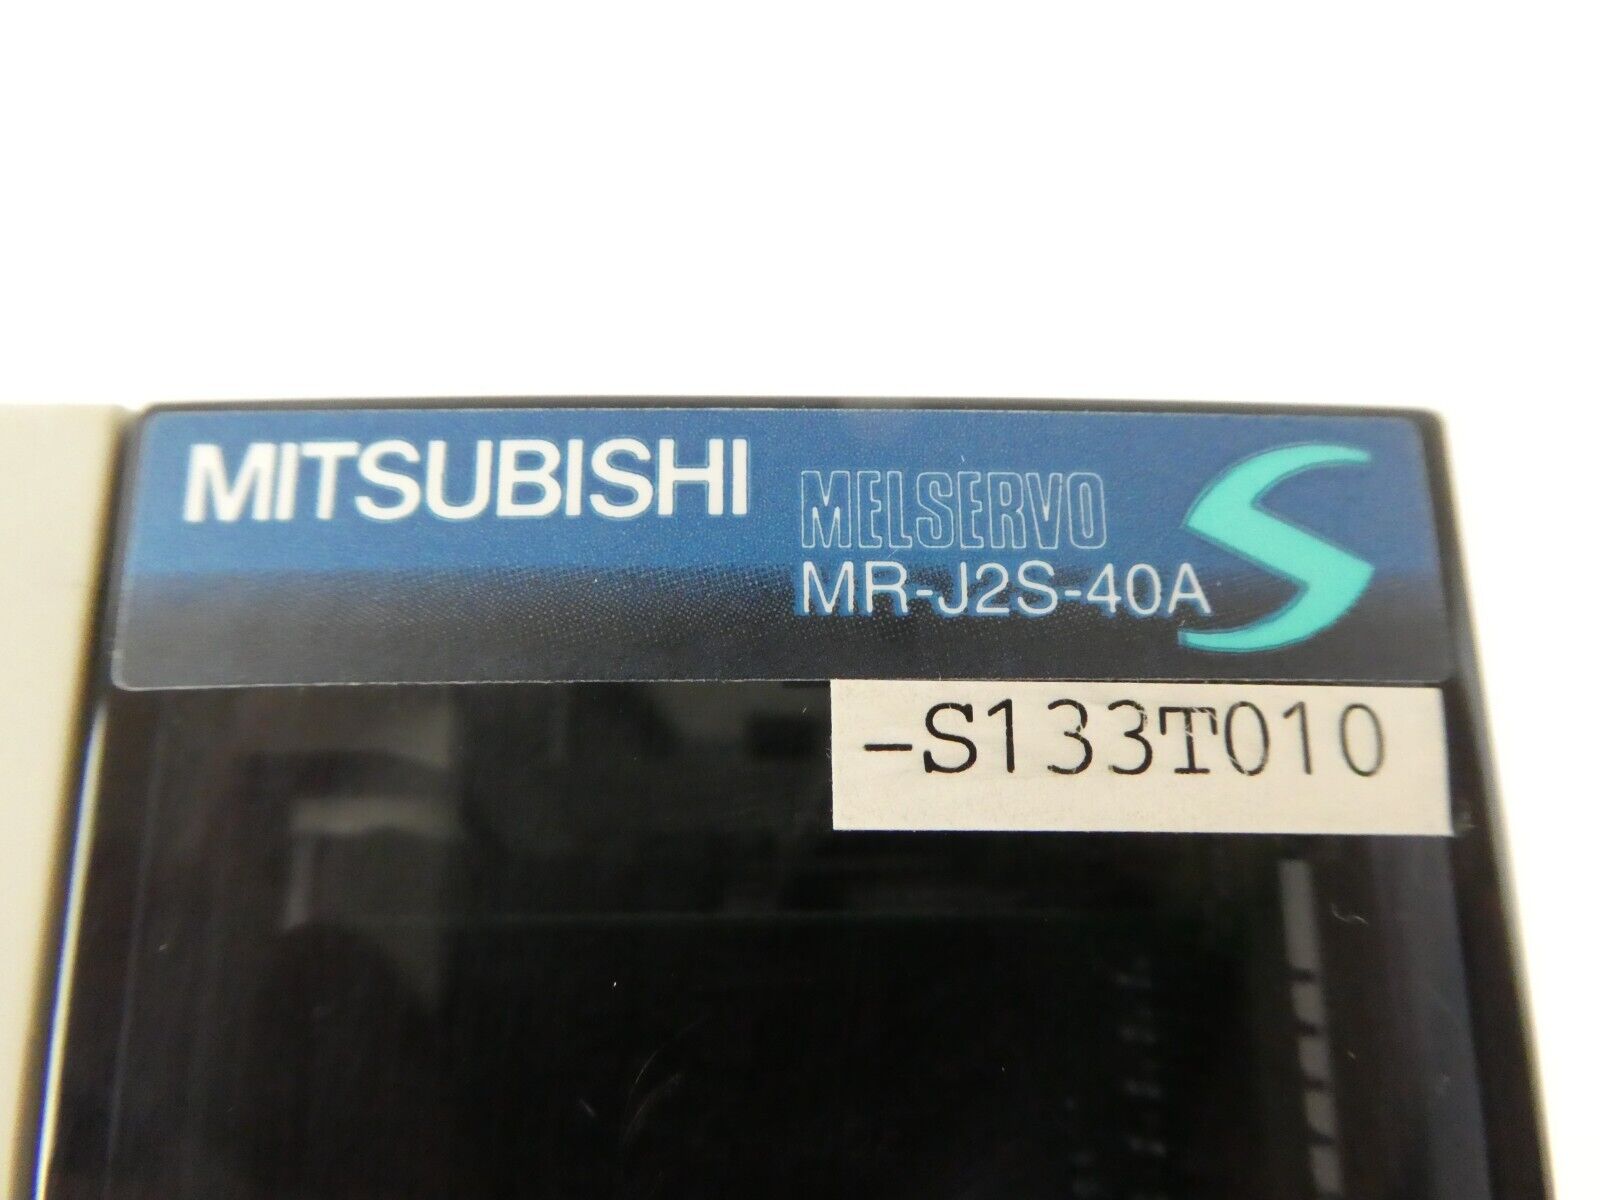 MITSUBISHI
MELSERVO
MR-J2S-40A
S
-S133T010